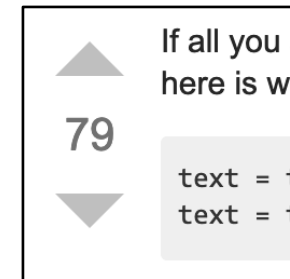 If all you
here is w
79
text =
text =